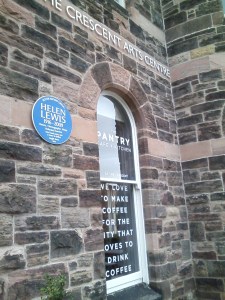 THE CRESCENT ARTS CENTRE
HELEN
LEWIS
PANTRY
WE LOVE
TO MAKE
COFFEE
FOR THE
CITY THAT
LOVES TO
DRINK
COFFEE